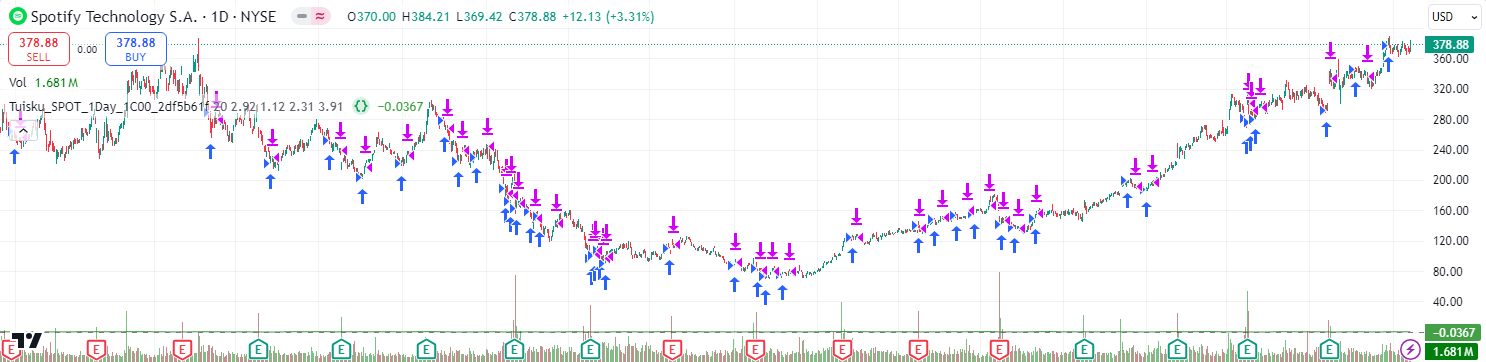 Spotify Technology S.A. · 1D · NYSE O370.00 H384.21 L369.42 C378.88 +12.13 (+3.31%)
USD
378.88 SELL 0.00 378.88 BUY
Vol 1.681M
Tuisku_SPOT_1Day_1C00_2df5b61f 20 2.92 1.12 2.31 3.91 {} −0.0367
378.88
360.00
320.00
280.00
240.00
200.00
160.00
120.00
80.00
40.00
−0.0367
1.681M
E E E E E E E E E E E E E E E E E